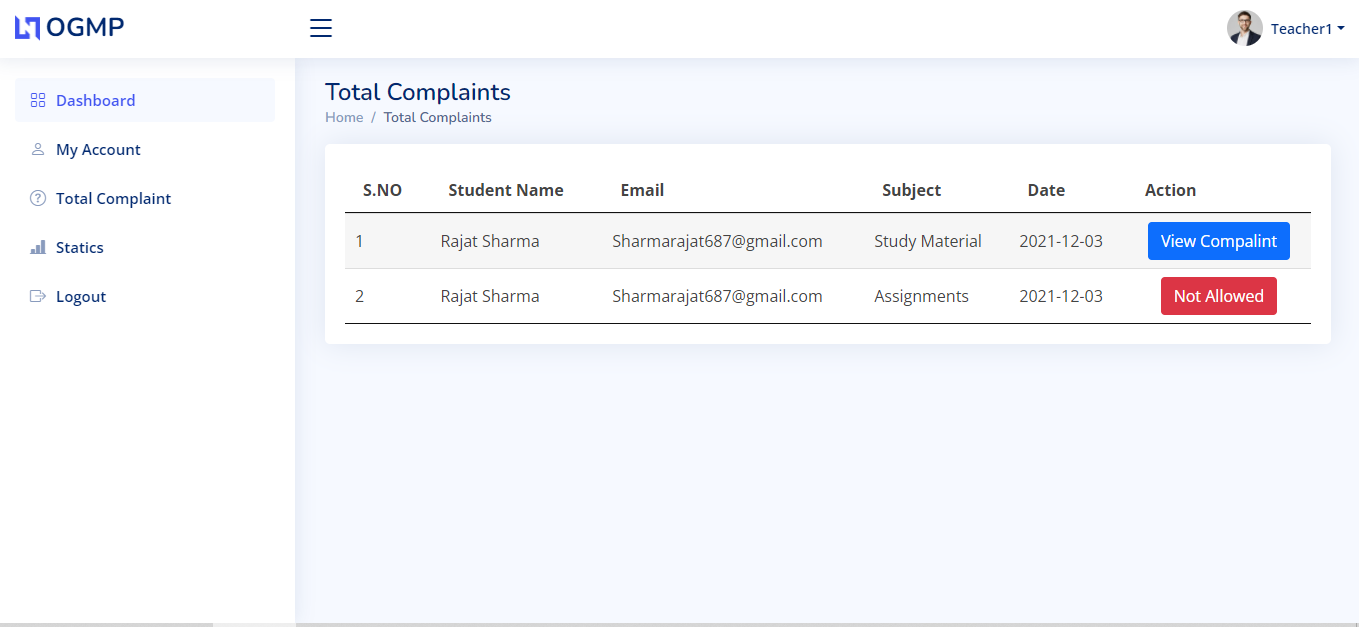 OGMP
Teacher1
Dashboard
My Account
Total Complaint
Statics
Logout
Total Complaints
Home / Total Complaints
S.NO Student Name Email Subject Date Action
1 Rajat Sharma Sharmarajat687@gmail.com Study Material 2021-12-03 View Compalint
2 Rajat Sharma Sharmarajat687@gmail.com Assignments 2021-12-03 Not Allowed